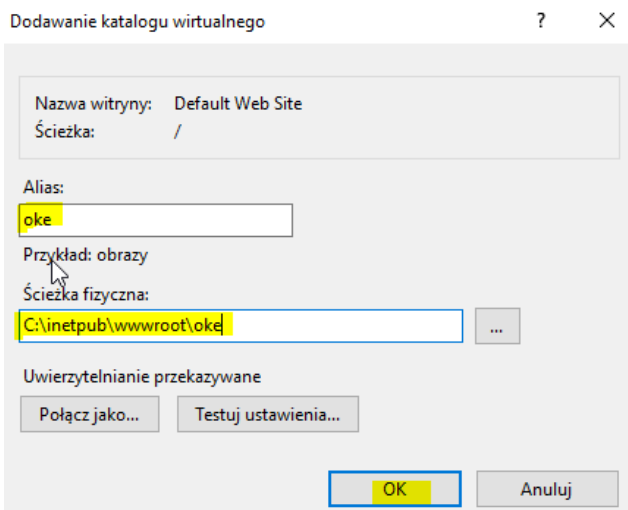 Dodawanie katalogu wirtualnego ? ×
Nazwa witryny: Default Web Site
Ścieżka: /
Alias:
oke
Przykład: obrazy
Ścieżka fizyczna:
C:\inetpub\wwwroot\oke
...
Uwierzytelnianie przekazywane
Połącz jako... Testuj ustawienia...
OK Anuluj